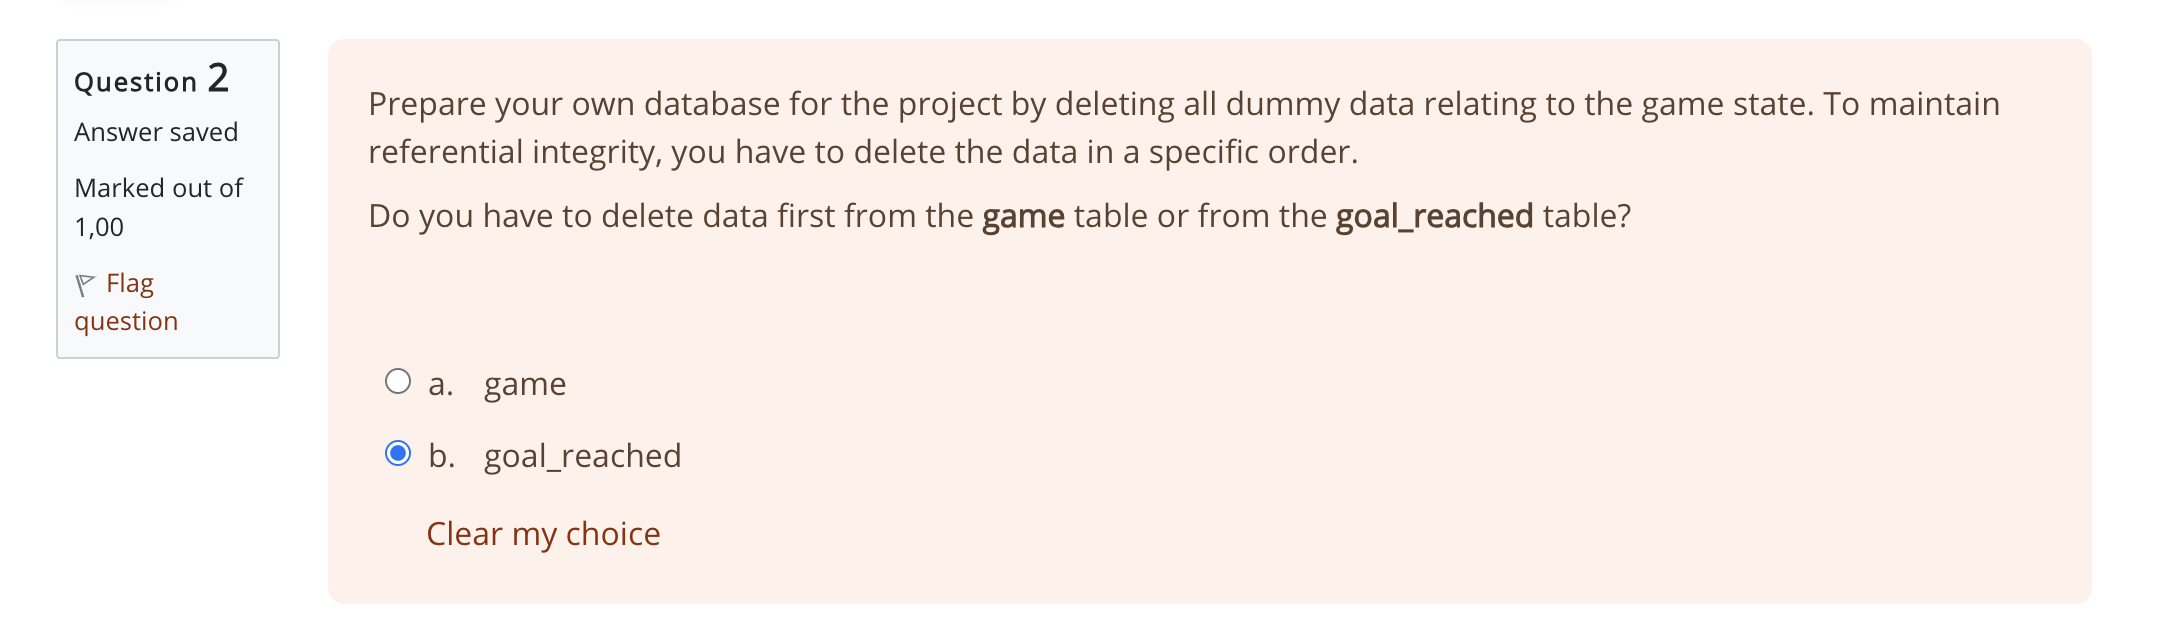 Question 2
Answer saved
Marked out of
1,00
Flag
question
Prepare your own database for the project by deleting all dummy data relating to the game state. To maintain
referential integrity, you have to delete the data in a specific order.
Do you have to delete data first from the game table or from the goal_reached table?
a. game
b. goal_reached
Clear my choice